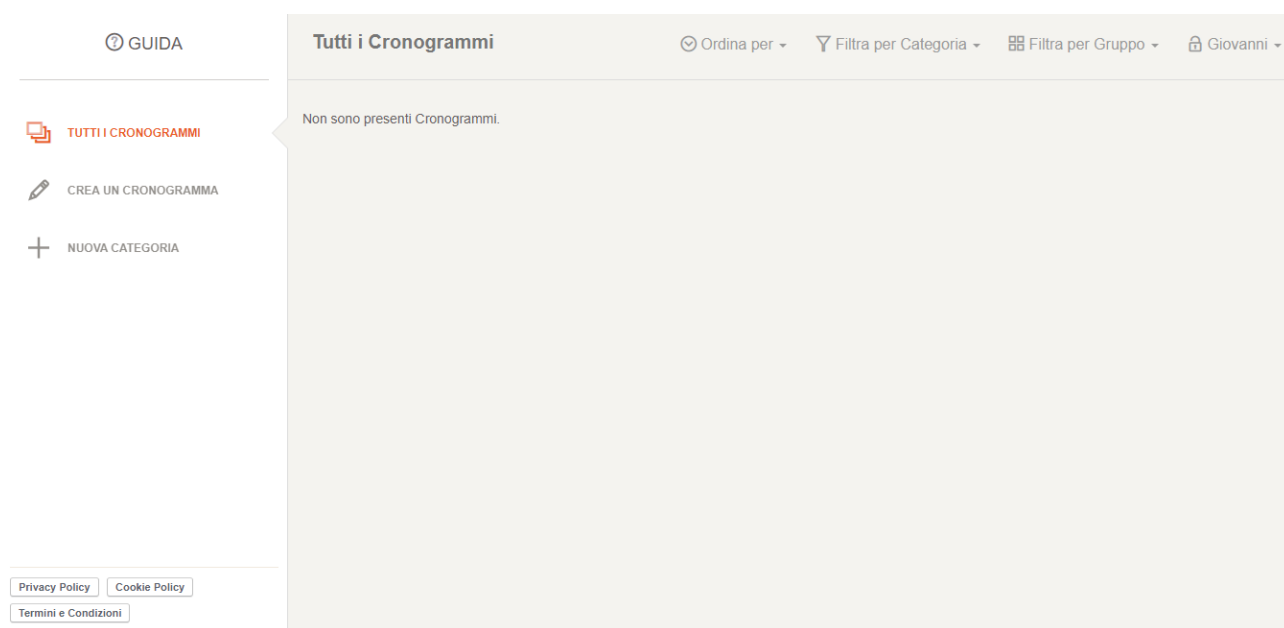 GUIDA
TUTTI I CRONOGRAMMI
CREA UN CRONOGRAMMA
NUOVA CATEGORIA
Privacy Policy Cookie Policy
Termini e Condizioni
Tutti i Cronogrammi
Ordina per Filtra per Categoria Filtra per Gruppo Giovanni
Non sono presenti Cronogrammi.